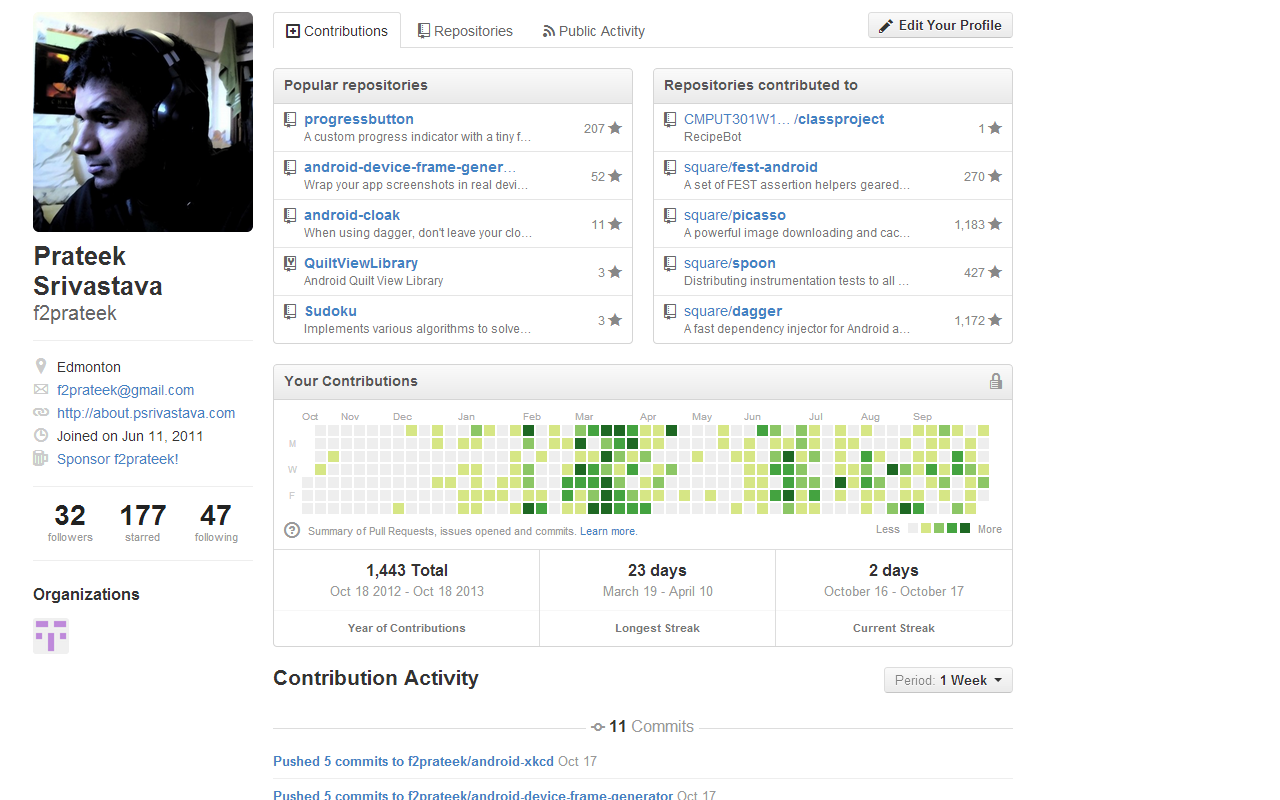 Contributions
Repositories
Public Activity
Edit Your Profile
Prateek
Srivastava
f2prateek
Edmonton
f2prateek@gmail.com
http://about.psrivastava.com
Joined on Jun 11, 2011
Sponsor f2prateek!
32 177 47
followers starred following
Organizations
Popular repositories
progressbutton
A custom progress indicator with a tiny f...
207
android-device-frame-gener...
Wrap your app screenshots in real devi...
52
android-cloak
When using dagger, don't leave your clo...
11
QuiltViewLibrary
Android Quilt View Library
3
Sudoku
Implements various algorithms to solve...
3
Repositories contributed to
CMPUT301W1... /classproject
RecipeBot
1
square/fest-android
A set of FEST assertion helpers geared...
270
square/picasso
A powerful image downloading and cac...
1,183
square/spoon
Distributing instrumentation tests to all ...
427
square/dagger
A fast dependency injector for Android a...
1,172
Your Contributions
Oct Nov Dec Jan Feb Mar Apr May Jun Jul Aug Sep
M
W
F
Summary of Pull Requests, issues opened and commits. Learn more.
Less More
1,443 Total
Oct 18 2012 - Oct 18 2013
Year of Contributions
23 days
March 19 - April 10
Longest Streak
2 days
October 16 - October 17
Current Streak
Contribution Activity
Period: 1 Week
11 Commits
Pushed 5 commits to f2prateek/android-xkcd Oct 17
Pushed 5 commits to f2prateek/android-device-frame-generator Oct 17